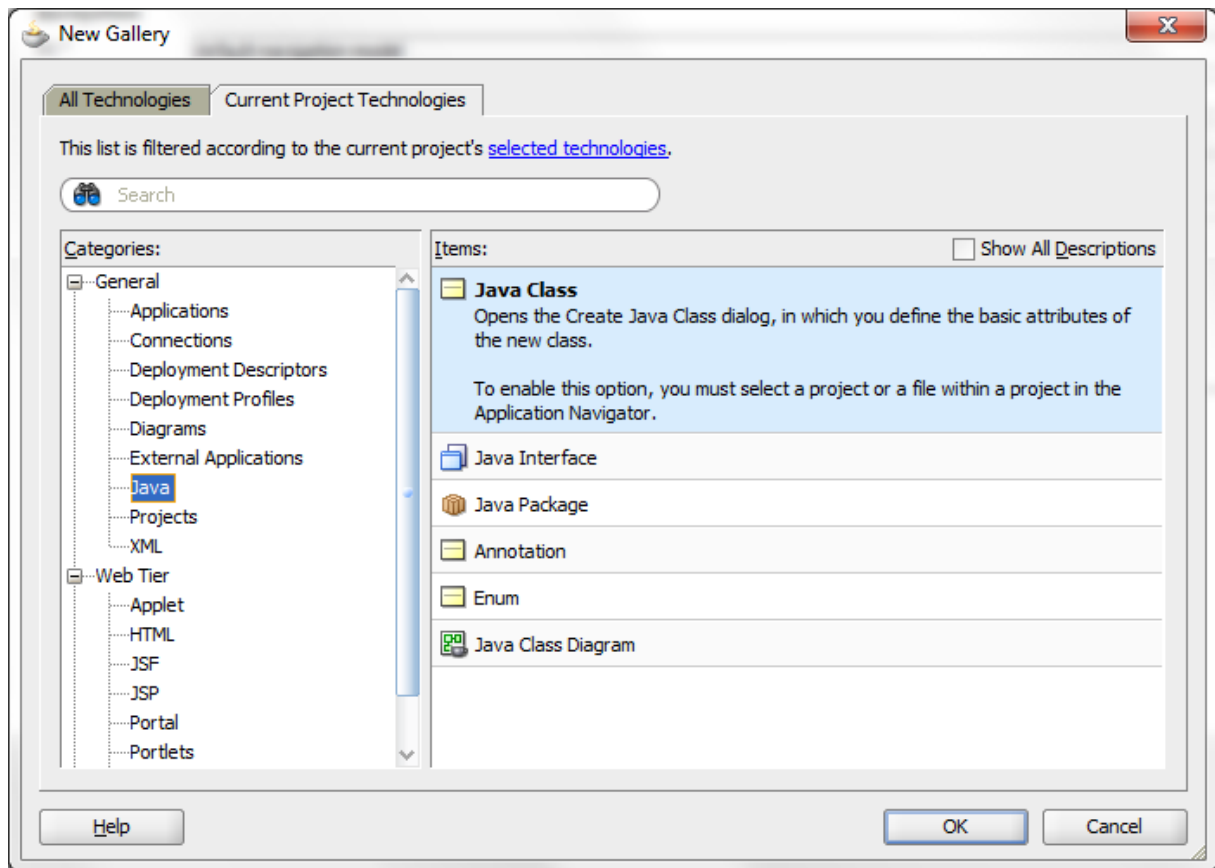 New Gallery
All Technologies
Current Project Technologies
This list is filtered according to the current project's selected technologies.
Search
Categories:
General
Applications
Connections
Deployment Descriptors
Deployment Profiles
Diagrams
External Applications
Java
Projects
XML
Web Tier
Applet
HTML
JSF
JSP
Portal
Portlets
Items:
Show All Descriptions
Java Class
Opens the Create Java Class dialog, in which you define the basic attributes of
the new class.
To enable this option, you must select a project or a file within a project in the
Application Navigator.
Java Interface
Java Package
Annotation
Enum
Java Class Diagram
Help
OK
Cancel